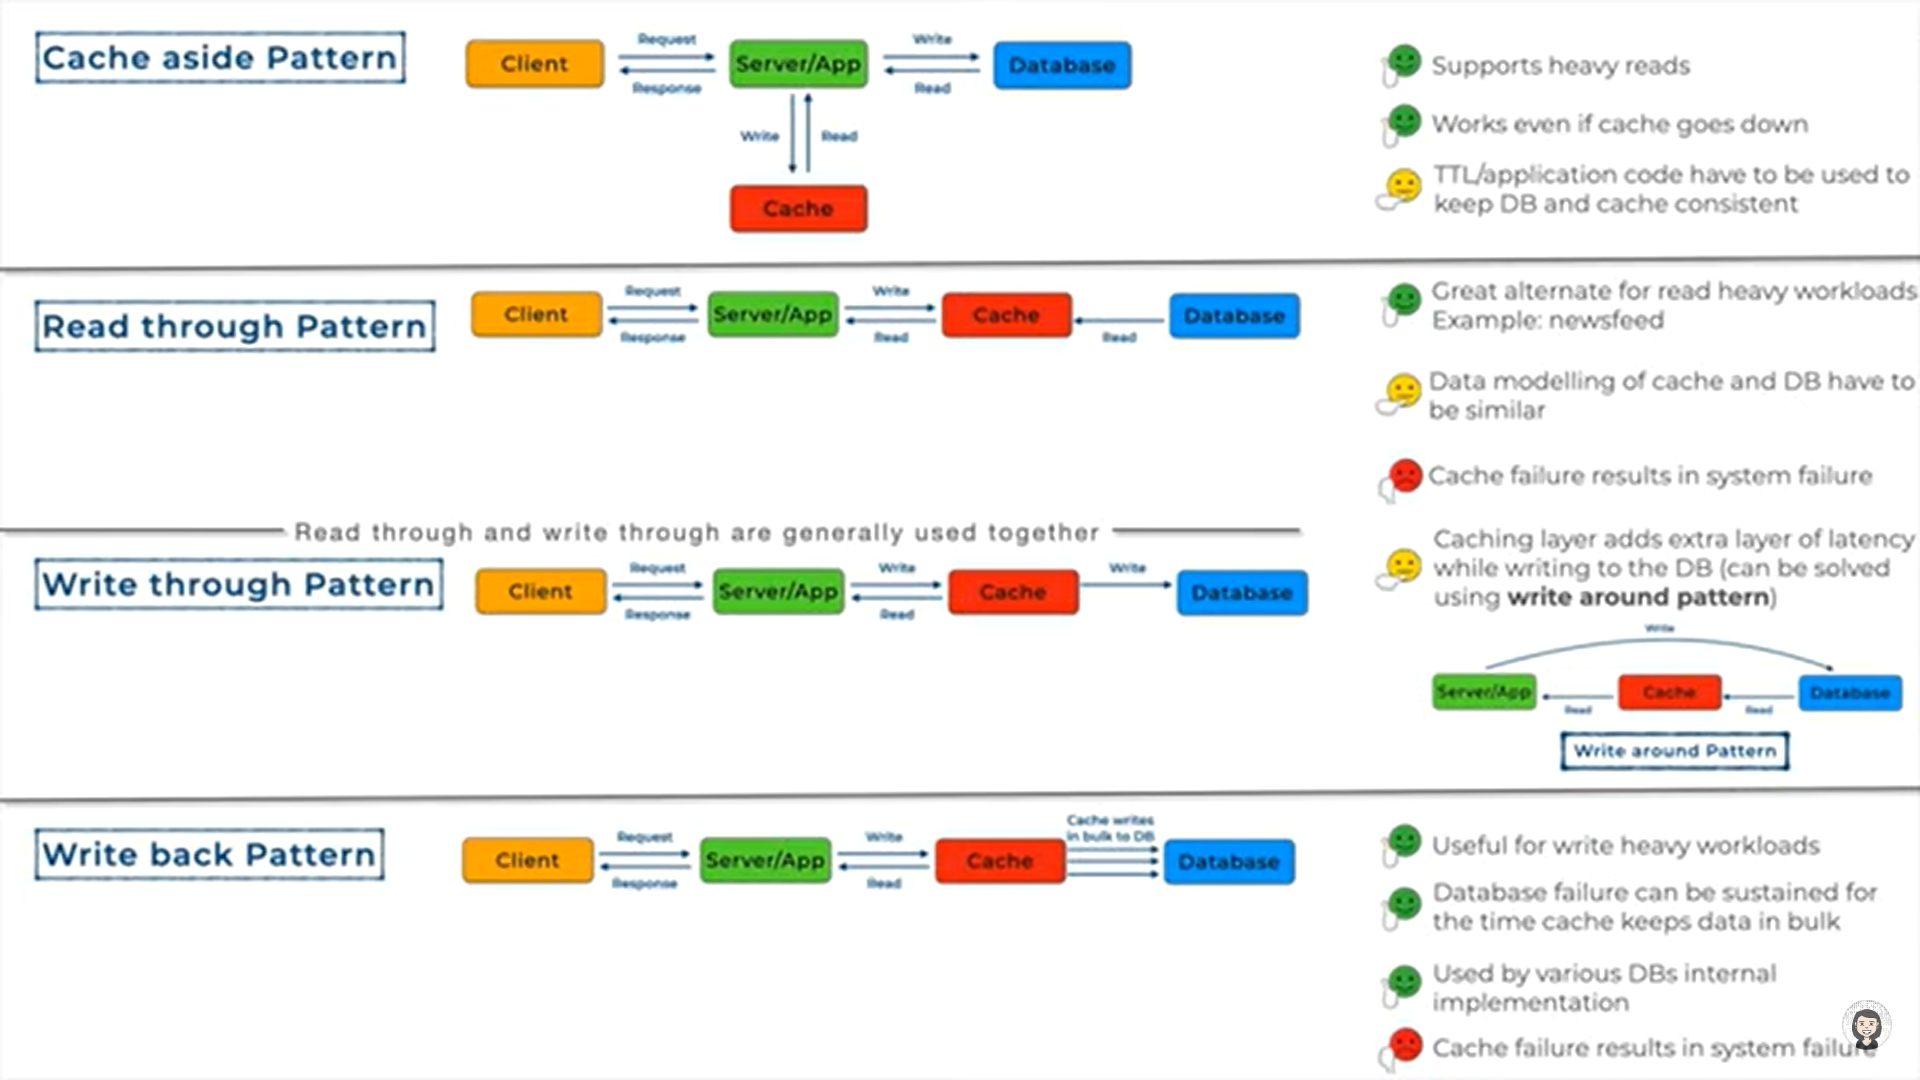 Cache aside Pattern
Client
Request
Response
Server/App
Write
Read
Database
Write
Read
Cache
Supports heavy reads
Works even if cache goes down
TTL/application code have to be used to
keep DB and cache consistent
Read through Pattern
Client
Request
Response
Server/App
Write
Read
Cache
Read
Database
Great alternate for read heavy workloads
Example: newsfeed
Data modelling of cache and DB have to
be similar
Cache failure results in system failure
Read through and write through are generally used together
Write through Pattern
Client
Request
Response
Server/App
Write
Read
Cache
Write
Database
Caching layer adds extra layer of latency
while writing to the DB (can be solved
using write around pattern)
Write
Server/App
Read
Cache
Read
Database
Write around Pattern
Write back Pattern
Client
Request
Response
Server/App
Write
Read
Cache
Cache writes
in bulk to DB
Database
Useful for write heavy workloads
Database failure can be sustained for
the time cache keeps data in bulk
Used by various DBs internal
implementation
Cache failure results in system failure